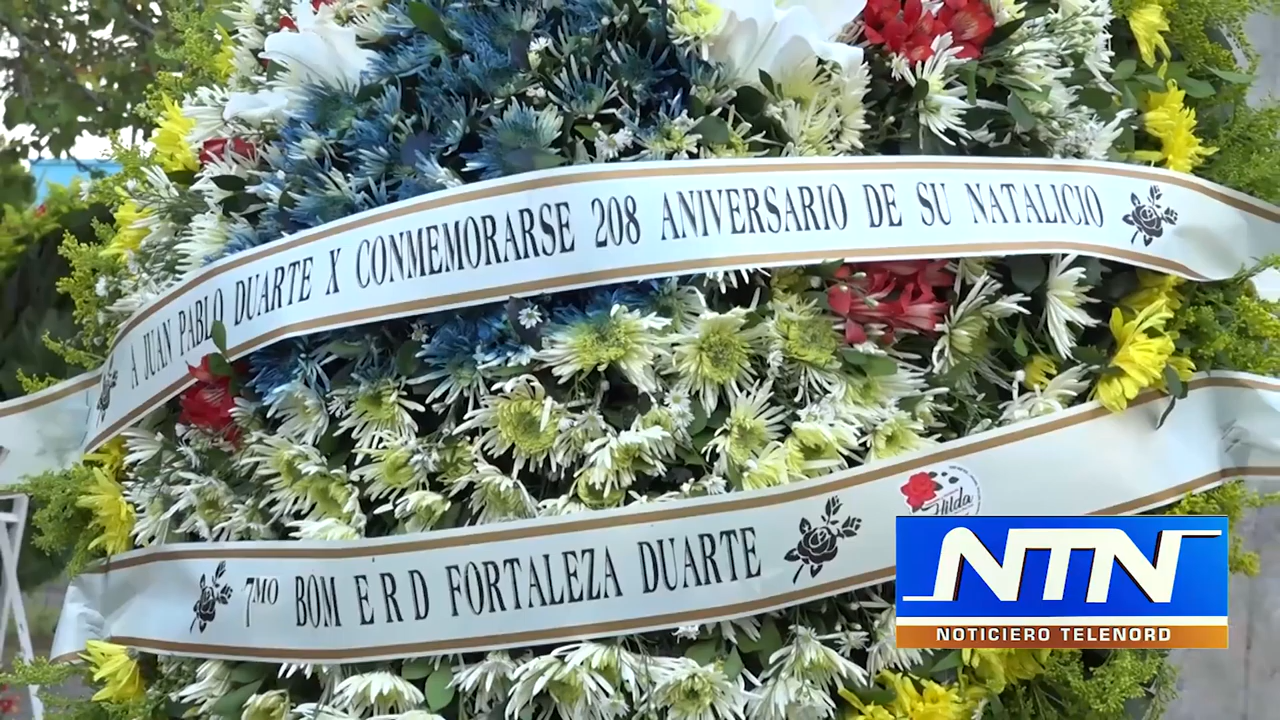 A JUAN PABLO DUARTE X CONMEMORARSE 208 ANIVERSARIO DE SU NATALICIO
7MO BOM E R D FORTALEZA DUARTE
Hilda
NTN
NOTICIERO TELENORD